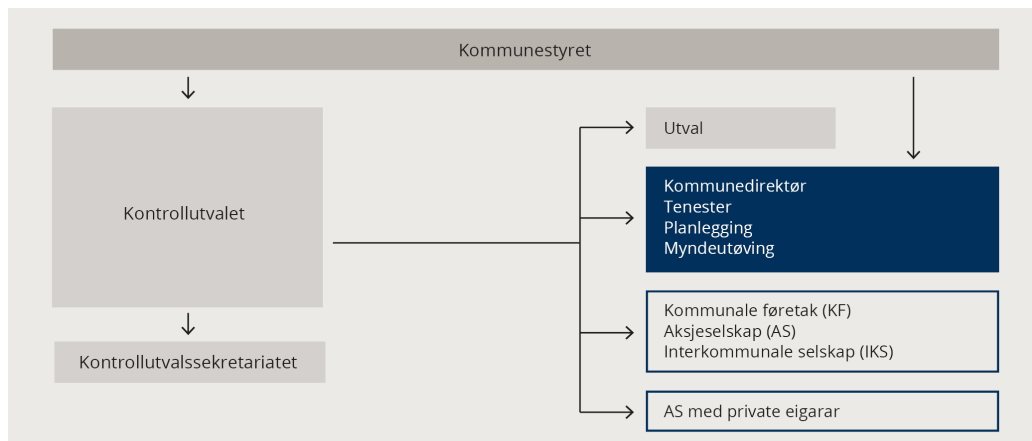 Kommunestyret
Kontrollutvalet
Kontrollutvalssekretariatet
Utval
Kommunedirektør
Tenester
Planlegging
Myndeutøving
Kommunale føretak (KF)
Aksjeselskap (AS)
Interkommunale selskap (IKS)
AS med private eigarar